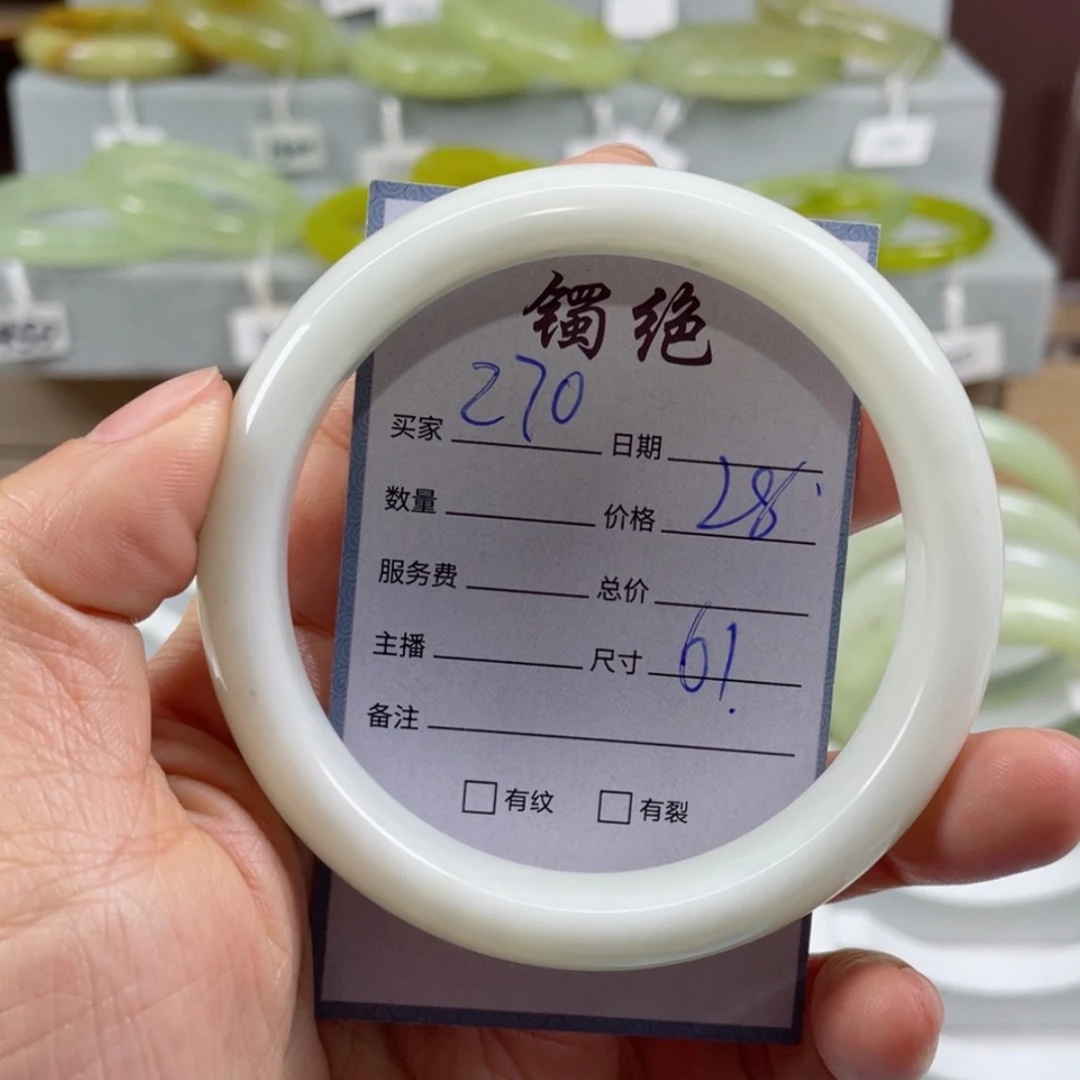 镯绝
买家 270 日期
数量 价格 28
服务费 总价
主播 尺寸 61.
备注
□有纹 □有裂